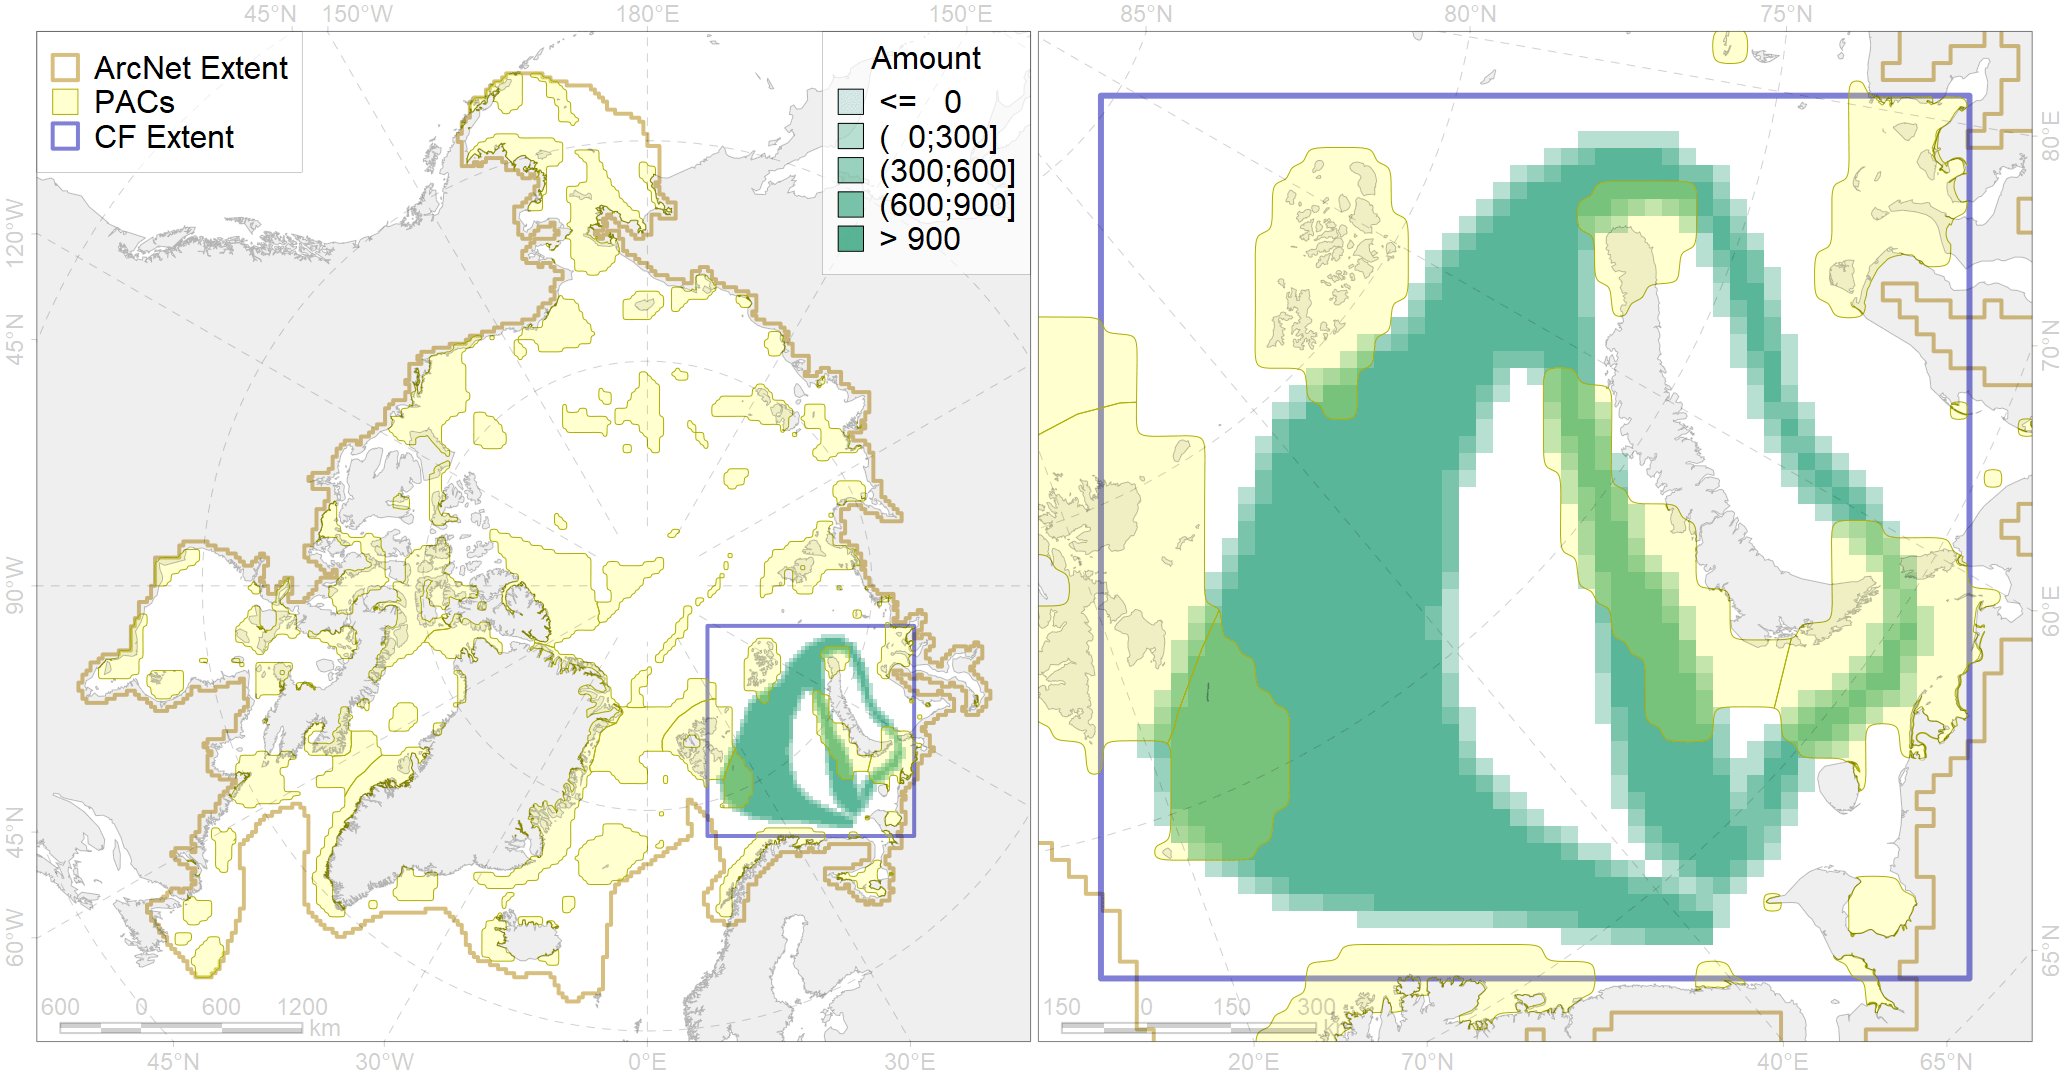 45°N 150°W 180°E 150°E 85°N 80°N 75°N
ArcNet Extent
PACs
CF Extent
Amount
<= 0
( 0;300]
(300;600]
(600;900]
> 900
120°W
45°N
90°W
45°N
60°W
80°E
70°N
60°E
65°N
600 0 600 1200
km
150 0 150 300
45°N 30°W 0°E 30°E 20°E 70°N 40°E 65°N